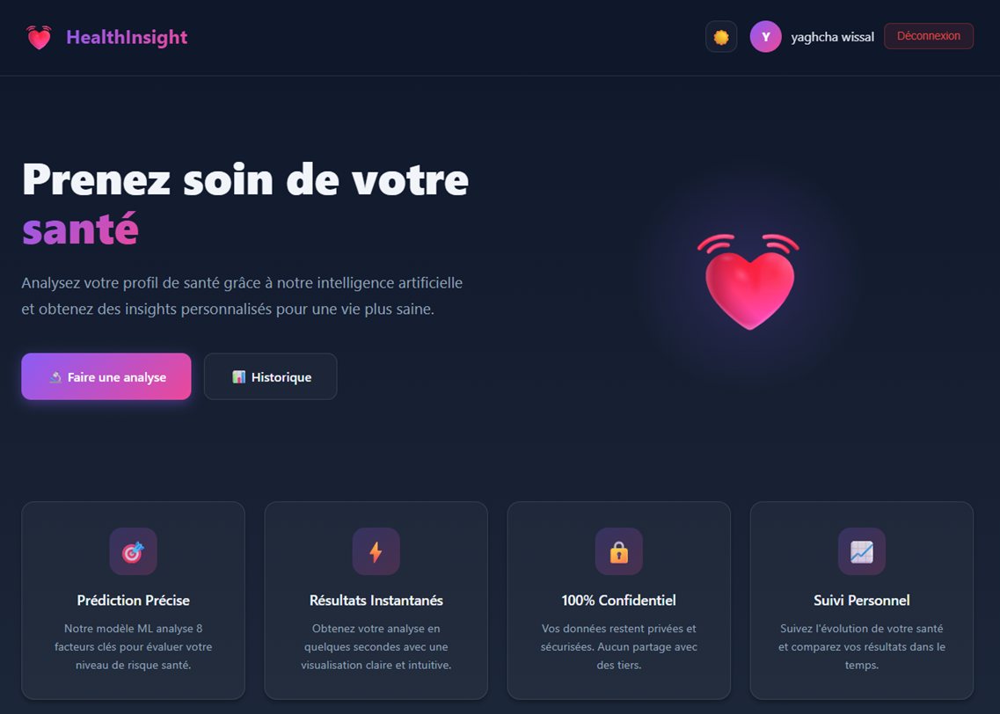 HealthInsight
Y
yaghcha wissal
Déconnexion
Prenez soin de votre
santé
Analysez votre profil de santé grâce à notre intelligence artificielle
et obtenez des insights personnalisés pour une vie plus saine.
Faire une analyse
Historique
Prédiction Précise
Notre modèle ML analyse 8
facteurs clés pour évaluer votre
niveau de risque santé.
Résultats Instantanés
Obtenez votre analyse en
quelques secondes avec une
visualisation claire et intuitive.
100% Confidentiel
Vos données restent privées et
sécurisées. Aucun partage avec
des tiers.
Suivi Personnel
Suivez l'évolution de votre santé
et comparez vos résultats dans le
temps.